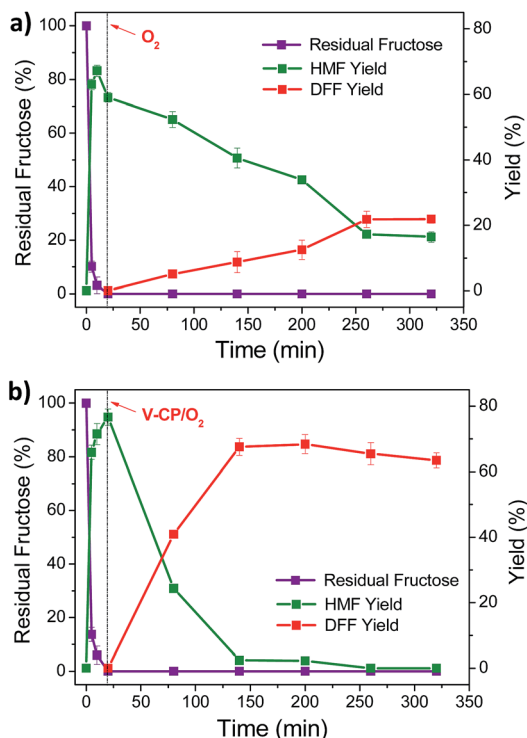 a)
O2
Residual Fructose
HMF Yield
DFF Yield
Residual Fructose (%)
100
80
60
40
20
0
Yield (%)
80
60
40
20
0
0 50 100 150 200 250 300 350
Time (min)
b)
V-CP/O2
Residual Fructose
HMF Yield
DFF Yield
Residual Fructose (%)
100
80
60
40
20
0
Yield (%)
80
60
40
20
0
0 50 100 150 200 250 300 350
Time (min)